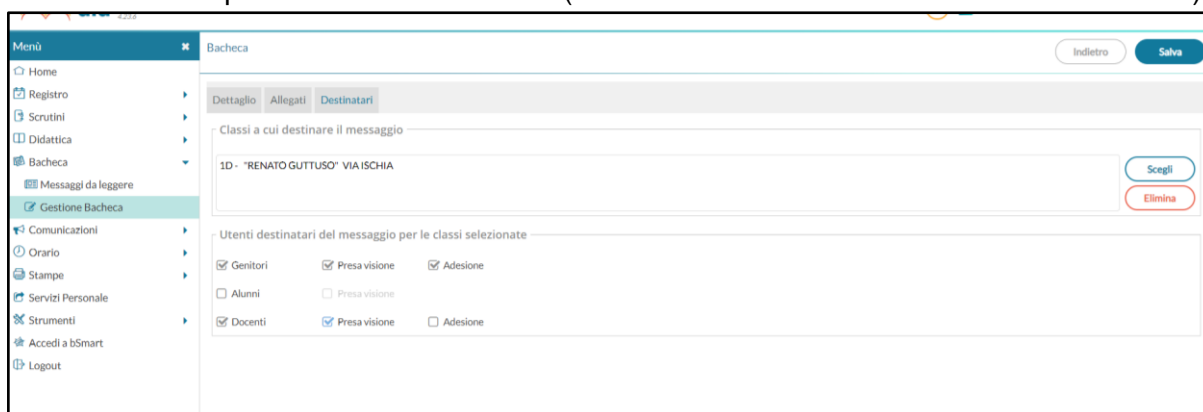 4.23.6
Menù
Home
Registro
Scrutini
Didattica
Bacheca
Messaggi da leggere
Gestione Bacheca
Comunicazioni
Orario
Stampe
Servizi Personale
Strumenti
Accedi a bSmart
Logout
Bacheca
Indietro
Salva
Dettaglio Allegati Destinatari
Classi a cui destinare il messaggio
1D - "RENATO GUTTUSO" VIA ISCHIA
Scegli
Elimina
Utenti destinatari del messaggio per le classi selezionate
Genitori Presa visione Adesione
Alunni Presa visione
Docenti Presa visione Adesione